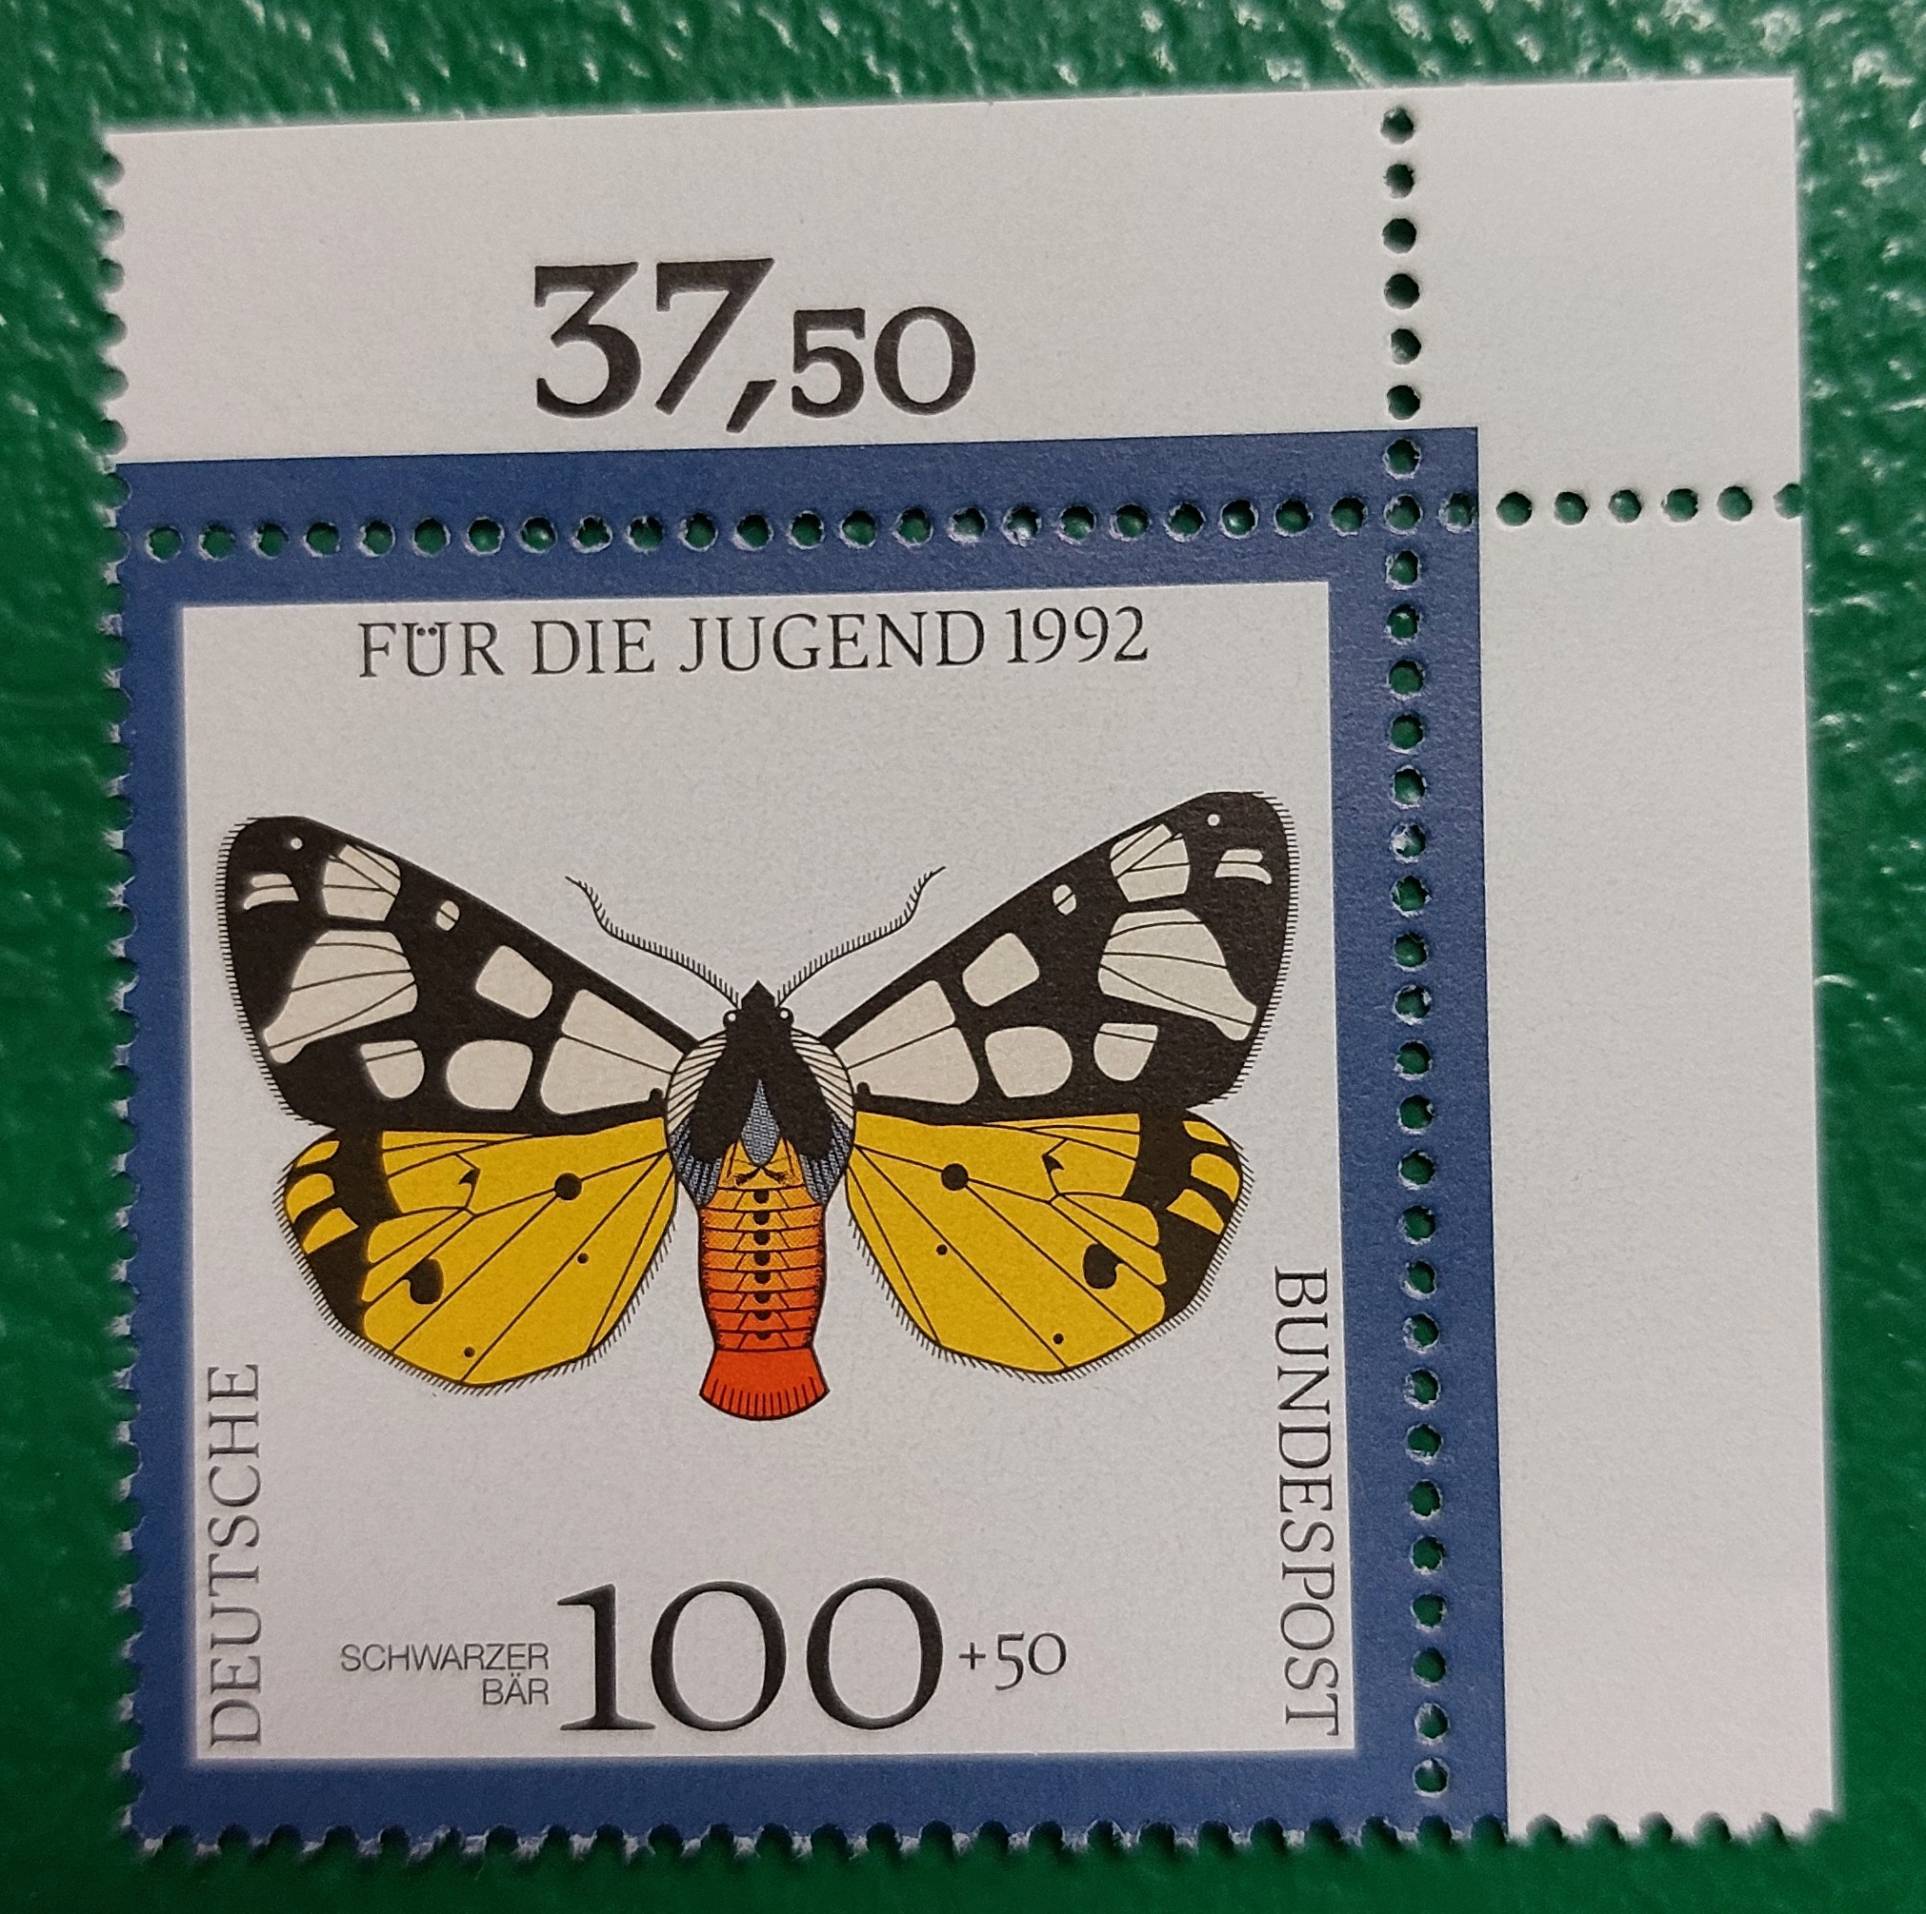 37,50
FÜR DIE JUGEND 1992
DEUTSCHE
BUNDESPOST
SCHWARZER
BÄR
100+50